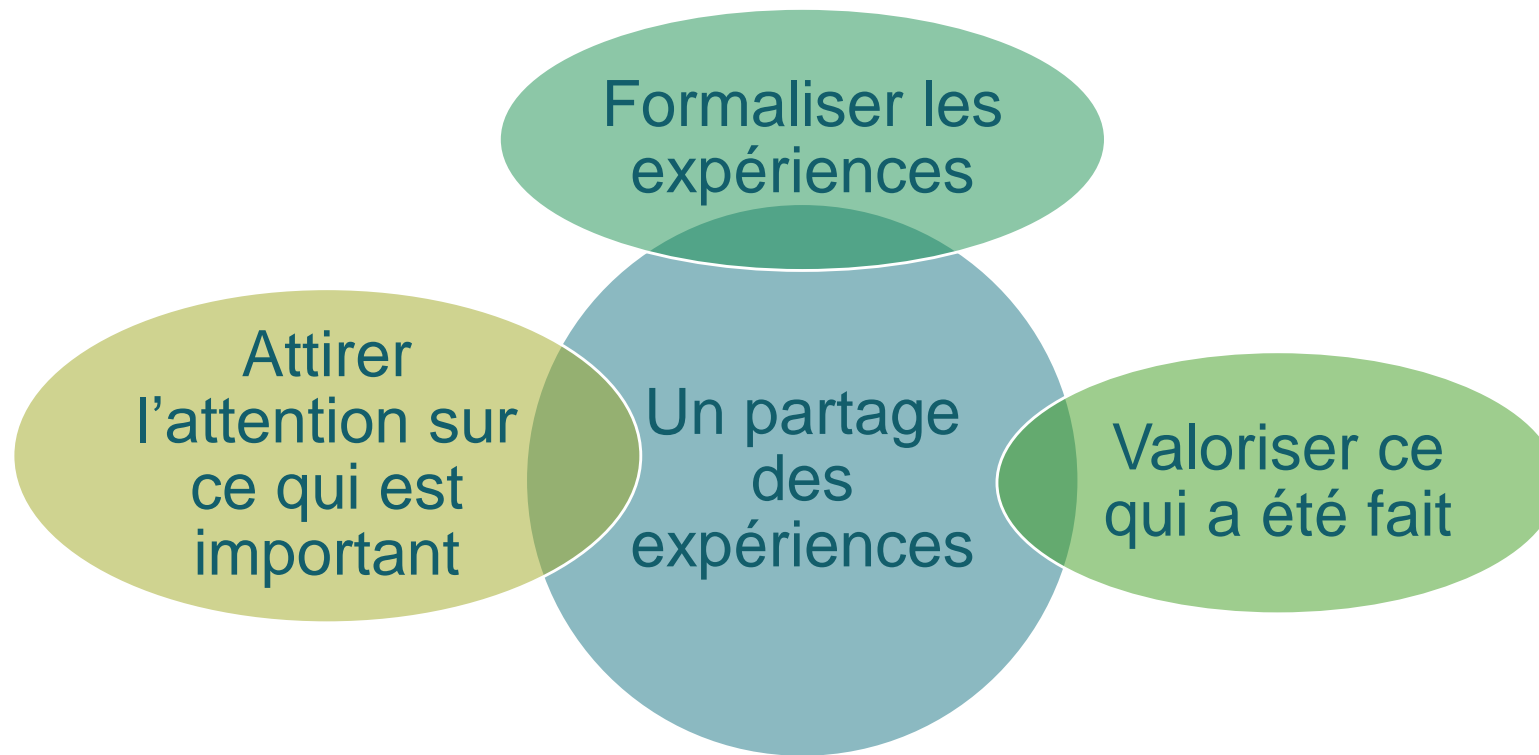 Formaliser les
expériences
Attirer
l’attention sur
ce qui est
important
Un partage
des
expériences
Valoriser ce
qui a été fait